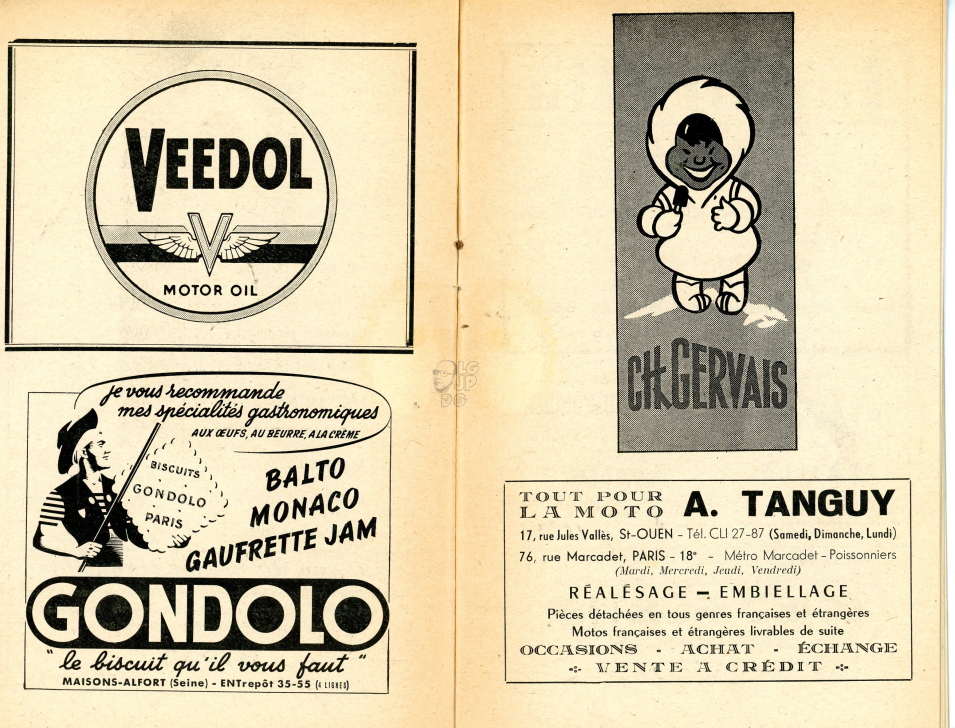 VEEDOL
MOTOR OIL
je vous recommande
mes spécialités gastronomiques
AUX ŒUFS, AU BEURRE, A LA CRÈME
BISCUITS
GONDOLO
PARIS
BALTO
MONACO
GAUFRETTE JAM
GONDOLO
"le biscuit qu'il vous faut"
MAISONS-ALFORT (Seine) - ENTrepôt 35-55 (4 LIGNES)
CH. GERVAIS
TOUT POUR
LA MOTO
A. TANGUY
17, rue Jules Vallès, St-OUEN - Tél. CLI 27-87 (Samedi, Dimanche, Lundi)
76, rue Marcadet, PARIS - 18e - Métro Marcadet - Poissonniers
(Mardi, Mercredi, Jeudi, Vendredi)
RÉALÉSAGE - EMBIELLAGE
Pièces détachées en tous genres françaises et étrangères
Motos françaises et étrangères livrables de suite
OCCASIONS - ACHAT - ÉCHANGE
VENTE A CRÉDIT